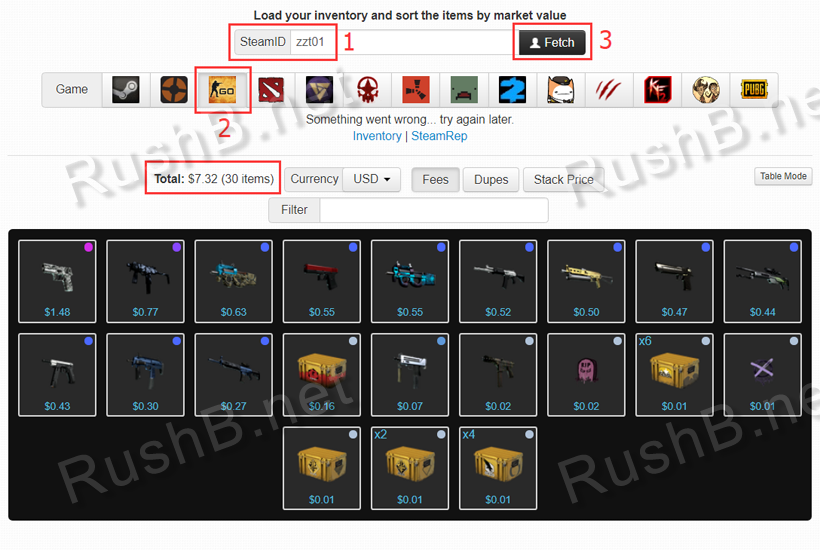 Load your inventory and sort the items by market value
SteamID zzt01 1 Fetch 3
Game GO PUBG
2
Something went wrong... try again later.
Inventory | SteamRep
Total: $7.32 (30 items) Currency USD Fees Dupes Stack Price Table Mode
Filter
$1.48 $0.77 $0.63 $0.55 $0.55 $0.52 $0.50 $0.47 $0.44
x6
$0.43 $0.30 $0.27 $0.16 $0.07 $0.02 $0.02 $0.01 $0.01
x2 x4
$0.01 $0.01 $0.01
RushB.net
RushB.net
RushB.net
RushB.net